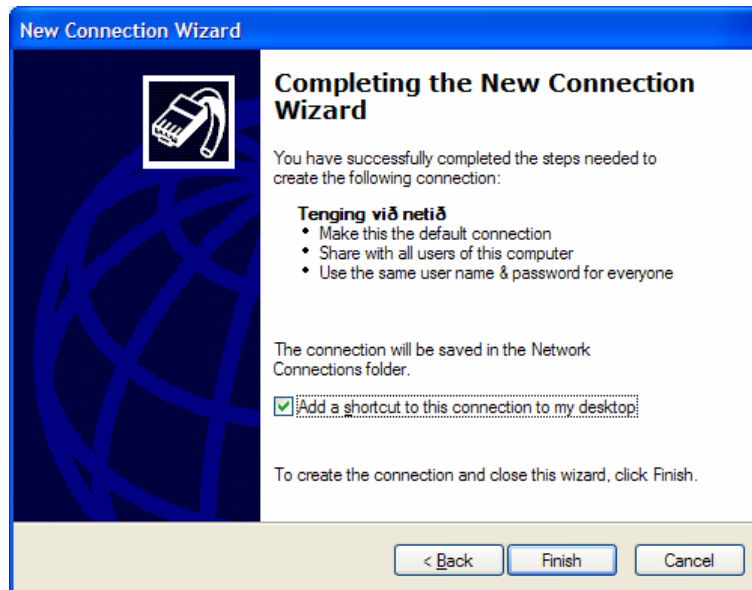 New Connection Wizard
Completing the New Connection
Wizard
You have successfully completed the steps needed to
create the following connection:
Tenging við netið
• Make this the default connection
• Share with all users of this computer
• Use the same user name & password for everyone
The connection will be saved in the Network
Connections folder.
Add a shortcut to this connection to my desktop
To create the connection and close this wizard, click Finish.
< Back Finish Cancel